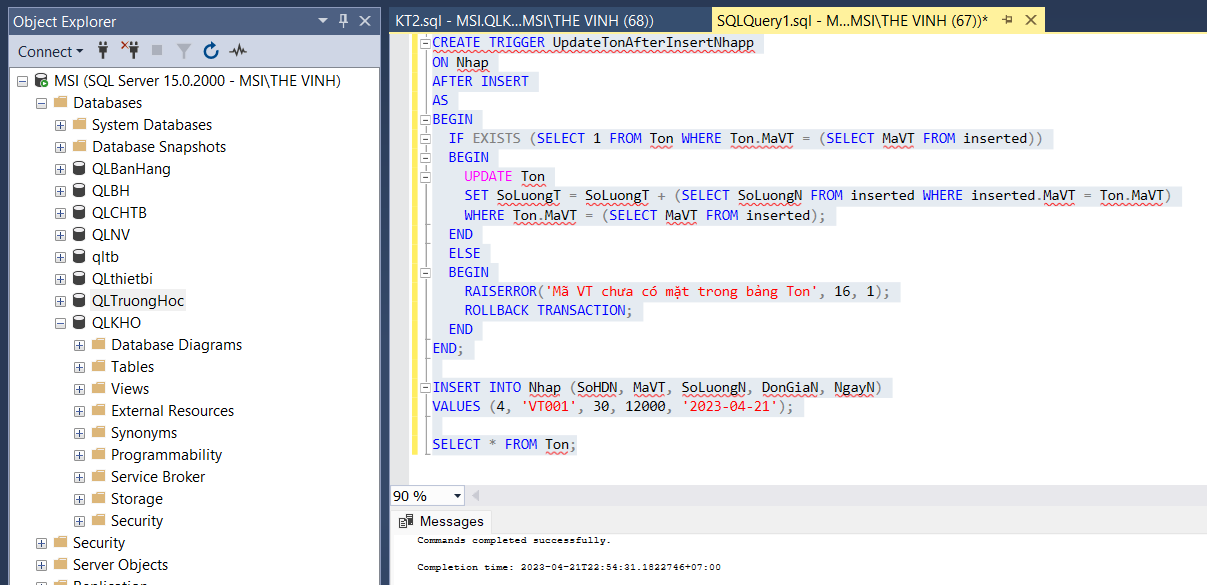 Object Explorer
Connect
MSI (SQL Server 15.0.2000 - MSI\THE VINH)
Databases
System Databases
Database Snapshots
QLBanHang
QLBH
QLCHTB
QLNV
qltb
QLthietbi
QLTruongHoc
QLKHO
Database Diagrams
Tables
Views
External Resources
Synonyms
Programmability
Service Broker
Storage
Security
Security
Server Objects
Replication
KT2.sql - MSI.QLK...MSI\THE VINH (68))
SQLQuery1.sql - M...MSI\THE VINH (67))*
CREATE TRIGGER UpdateTonAfterInsertNhapp
ON Nhap
AFTER INSERT
AS
BEGIN
IF EXISTS (SELECT 1 FROM Ton WHERE Ton.MaVT = (SELECT MaVT FROM inserted))
BEGIN
UPDATE Ton
SET SoLuongT = SoLuongT + (SELECT SoLuongN FROM inserted WHERE inserted.MaVT = Ton.MaVT)
WHERE Ton.MaVT = (SELECT MaVT FROM inserted);
END
ELSE
BEGIN
RAISERROR('Mã VT chưa có mặt trong bảng Ton', 16, 1);
ROLLBACK TRANSACTION;
END
END;
INSERT INTO Nhap (SoHDN, MaVT, SoLuongN, DonGiaN, NgayN)
VALUES (4, 'VT001', 30, 12000, '2023-04-21');
SELECT * FROM Ton;
90 %
Messages
Commands completed successfully.
Completion time: 2023-04-21T22:54:31.1822746+07:00